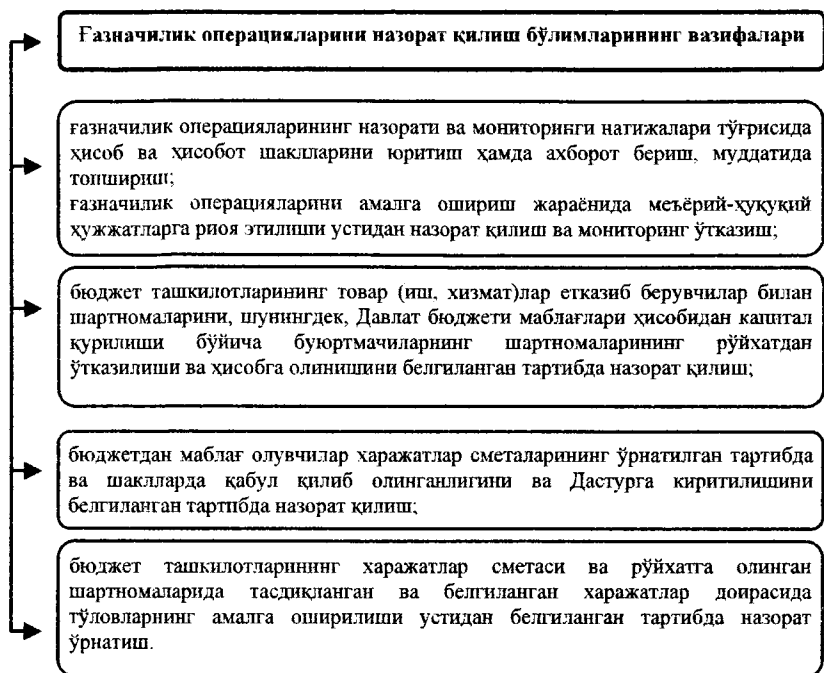 Ғазначилик операцияларини назорат қилиш бўлимларининг вазифалари
ғазначилик операцияларининг назорати ва мониторинги натижалари тўғрисида
ҳисоб ва ҳисобот шаклларини юритиш ҳамда ахборот бериш, муддатида
топшириш;
ғазначилик операцияларини амалга ошириш жараёнида меъёрий-ҳуқуқий
ҳужжатларга риоя этилиши устидан назорат қилиш ва мониторинг ўтказиш;
бюджет ташкилотларининг товар (иш, хизмат)лар етказиб берувчилар билан
шартномаларини, шунингдек, Давлат бюджети маблағлари ҳисобидан капитал
қурилиши бўйича буюртмачиларнинг шартномаларининг рўйхатдан
ўтказилиши ва ҳисобга олинишини белгиланган тартибда назорат қилиш;
бюджетдан маблағ олувчилар харажатлар сметаларининг ўрнатилган тартибда
ва шаклларда қабул қилиб олинганлигини ва Дастурга киритилишини
белгиланган тартибда назорат қилиш;
бюджет ташкилотларининг харажатлар сметаси ва рўйхатга олинган
шартномаларида тасдиқланган ва белгиланган харажатлар доирасида
тўловларнинг амалга оширилиши устидан белгиланган тартибда назорат
ўрнатиш.